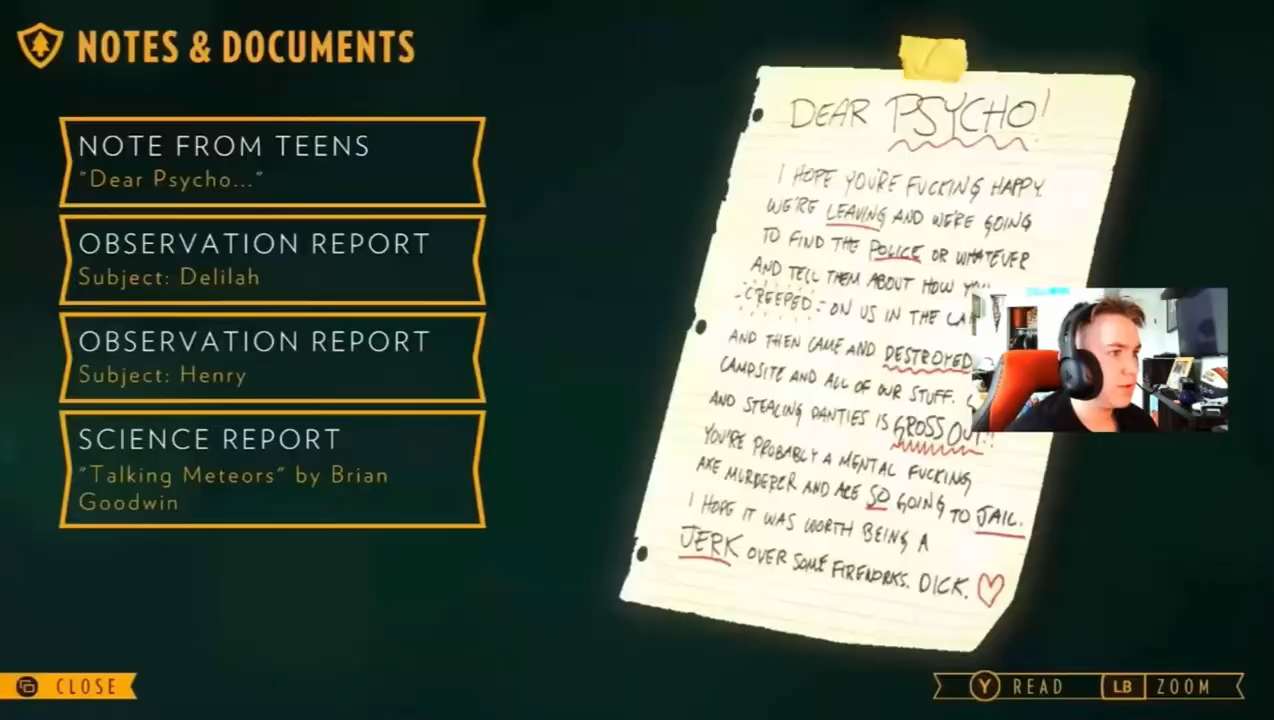 NOTES & DOCUMENTS
NOTE FROM TEENS
"Dear Psycho..."
OBSERVATION REPORT
Subject: Delilah
OBSERVATION REPORT
Subject: Henry
SCIENCE REPORT
"Talking Meteors" by Brian
Goodwin
DEAR PSYCHO!
I HOPE YOU'RE FUCKING HAPPY.
WE'RE LEAVING AND WE'RE GOING
TO FIND THE POLICE OR WHATEVER
AND TELL THEM ABOUT HOW
-CREEPED- ON US IN THE
AND THEN CAME AND DESTROYED
CAMPSITE AND ALL OF OUR STUFF.
AND STEALING PANTIES IS GROSS OUT!!
YOU'RE PROBABLY A MENTAL FUCKING
AXE MURDERER AND ARE SO GOING TO JAIL.
I HOPE IT WAS WORTH BEING A
JERK OVER SOME FIREWORKS. DICK.
CLOSE
Y READ LB ZOOM